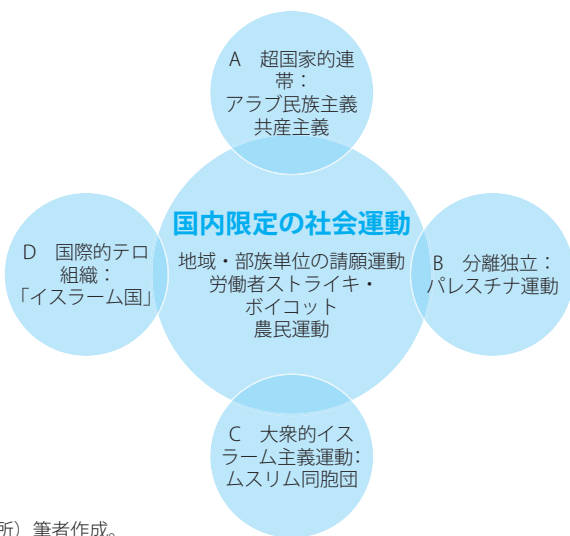 A　超国家的連
帯：
アラブ民族主義
共産主義
国内限定の社会運動
地域・部族単位の請願運動
労働者ストライキ・
ボイコット
農民運動
D　国際的テロ
組織：
「イスラーム国」
B　分離独立：
パレスチナ運動
C　大衆的イス
ラーム主義運動：
ムスリム同胞団
所）筆者作成。